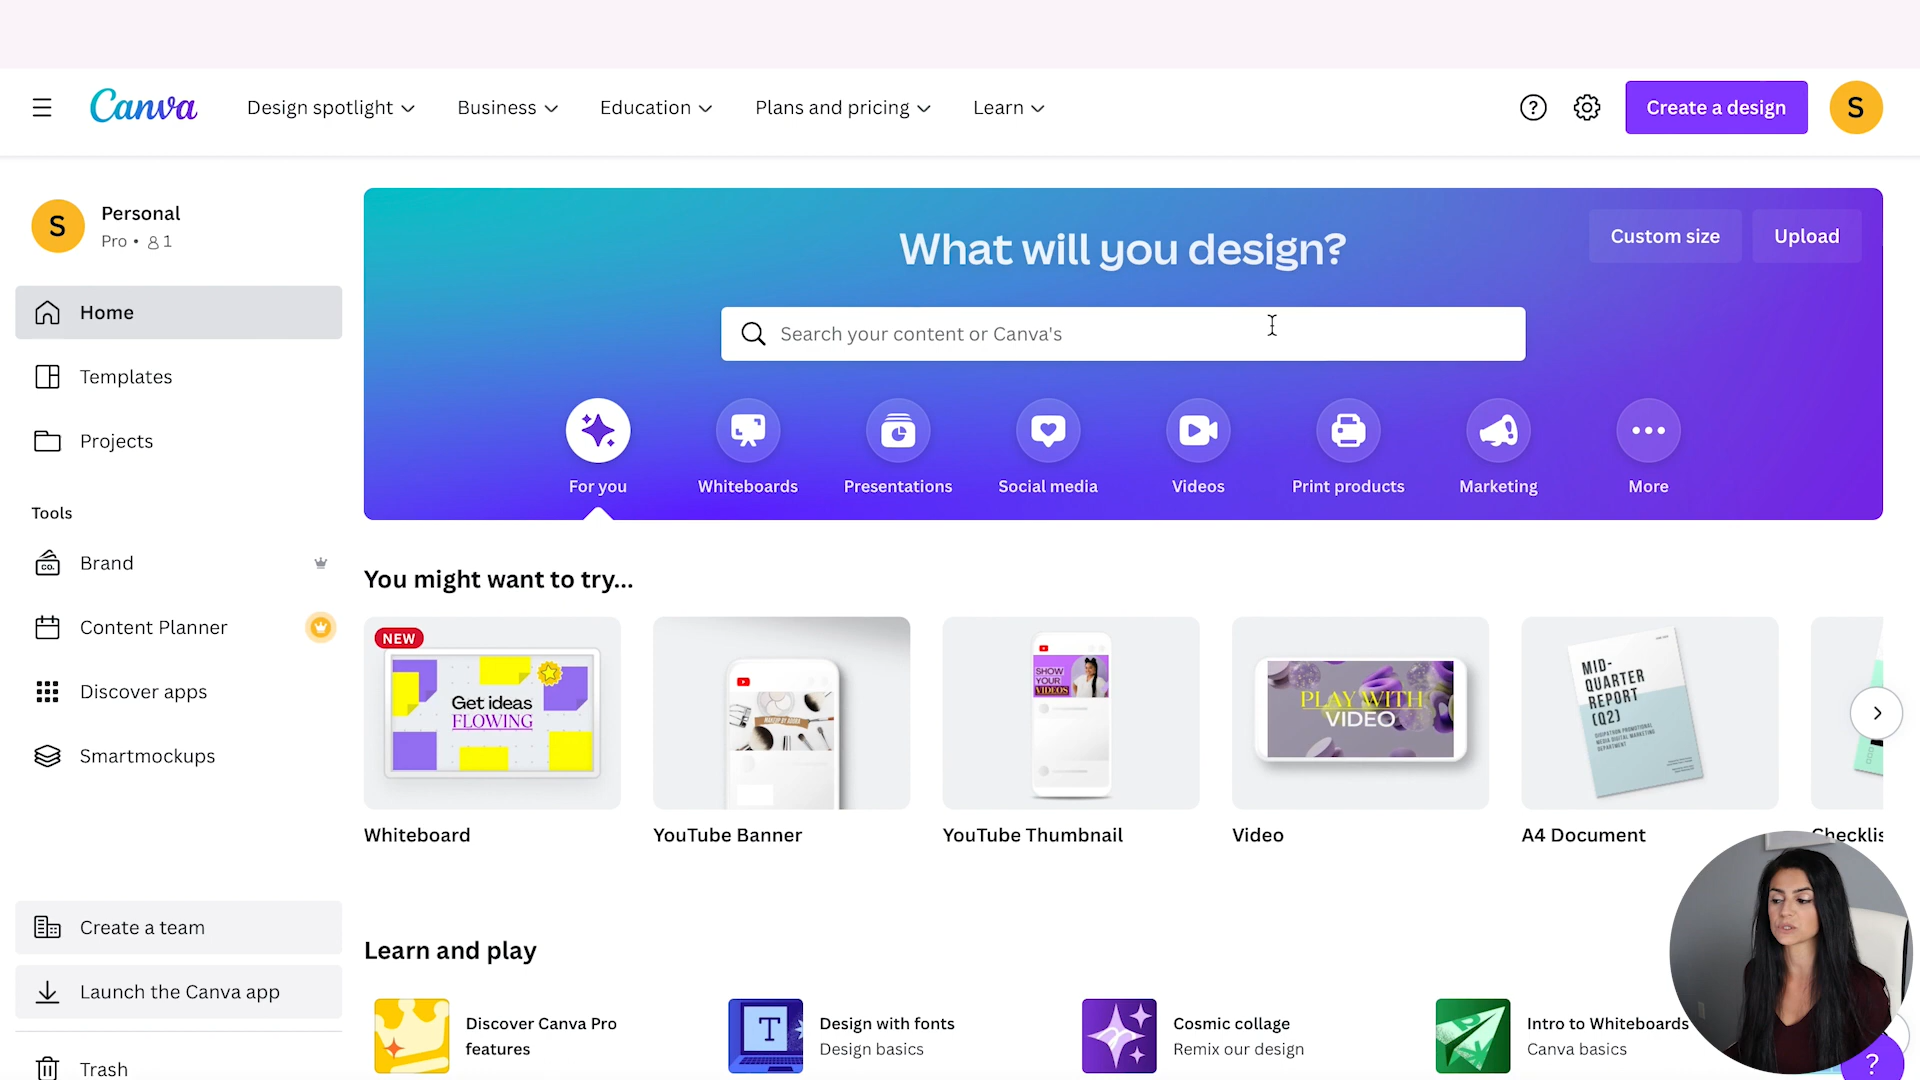 Canva
Design spotlight
Business
Education
Plans and pricing
Learn
Create a design
S
S
Personal
Pro • 1
Home
Templates
Projects
Tools
Brand
Content Planner
Discover apps
Smartmockups
Create a team
Launch the Canva app
Trash
What will you design?
Custom size
Upload
Search your content or Canva's
For you
Whiteboards
Presentations
Social media
Videos
Print products
Marketing
More
You might want to try...
NEW
Get ideas
FLOWING
Whiteboard
YouTube Banner
SHOW
YOUR
VIDEOS
YouTube Thumbnail
PLAY WITH
VIDEO
Video
MID-
QUARTER
REPORT
(Q2)
A4 Document
Checklis
Learn and play
Discover Canva Pro
features
T
Design with fonts
Design basics
Cosmic collage
Remix our design
Intro to Whiteboards
Canva basics
?